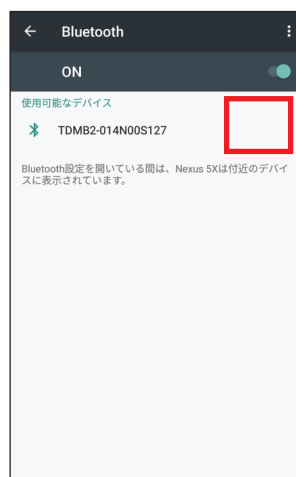 Bluetooth
ON
使用可能なデバイス
TDMB2-014N00S127
Bluetooth設定を開いている間は、Nexus 5Xは付近のデバイ
スに表示されています。